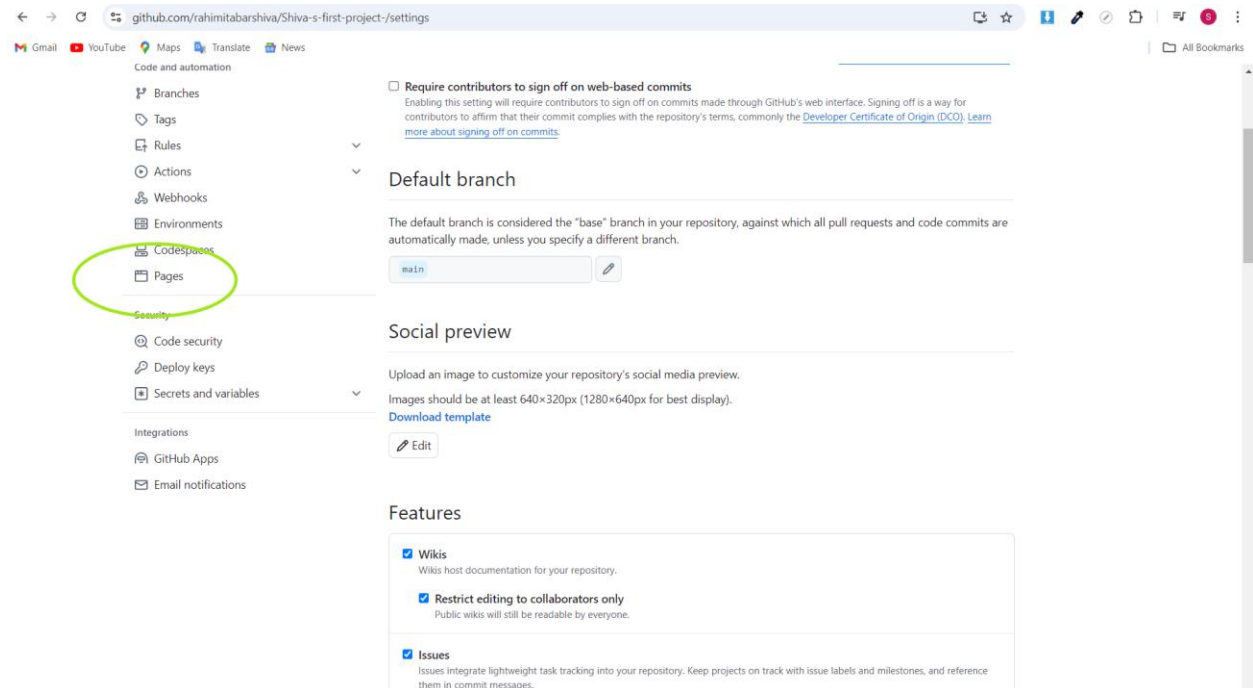 github.com/rahimitabarshiva/Shiva-s-first-project-/settings
S
Gmail YouTube Maps Translate News All Bookmarks
Code and automation
Branches
Tags
Rules
Actions
Webhooks
Environments
Codespaces
Pages
Security
Code security
Deploy keys
Secrets and variables
Integrations
GitHub Apps
Email notifications
Require contributors to sign off on web-based commits
Enabling this setting will require contributors to sign off on commits made through GitHub's web interface. Signing off is a way for
contributors to affirm that their commit complies with the repository's terms, commonly the Developer Certificate of Origin (DCO). Learn
more about signing off on commits.
Default branch
The default branch is considered the "base" branch in your repository, against which all pull requests and code commits are
automatically made, unless you specify a different branch.
main
Social preview
Upload an image to customize your repository's social media preview.
Images should be at least 640×320px (1280×640px for best display).
Download template
Edit
Features
Wikis
Wikis host documentation for your repository.
Restrict editing to collaborators only
Public wikis will still be readable by everyone.
Issues
Issues integrate lightweight task tracking into your repository. Keep projects on track with issue labels and milestones, and reference
them in commit messages.